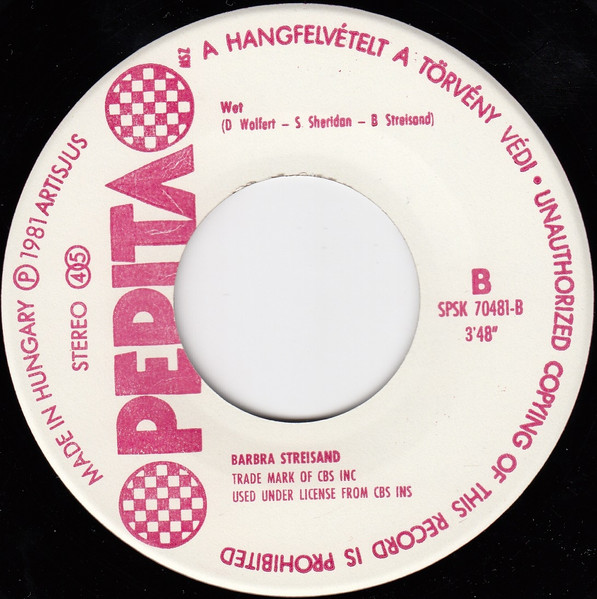 MSZ A HANGFELVÉTELT A TÖRVÉNY VÉDI • UNAUTHORIZED COPYING OF THIS RECORD IS PROHIBITED
MADE IN HUNGARY Ⓟ 1981 ARTISJUS
STEREO 45
PEPITA
Wet
(D Wolfert – S. Sheridan – B Streisand)
B
SPSK 70481-B
3'48"
BARBRA STREISAND
TRADE MARK OF CBS INC
USED UNDER LICENSE FROM CBS INS